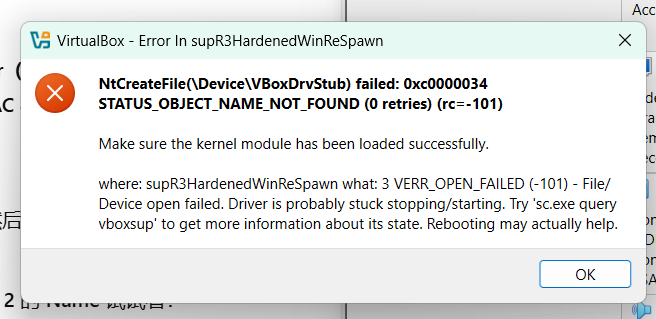 Acc
VirtualBox - Error In supR3HardenedWinReSpawn
NtCreateFile(\Device\VBoxDrvStub) failed: 0xc0000034
STATUS_OBJECT_NAME_NOT_FOUND (0 retries) (rc=-101)
Make sure the kernel module has been loaded successfully.
where: supR3HardenedWinReSpawn what: 3 VERR_OPEN_FAILED (-101) - File/
Device open failed. Driver is probably stuck stopping/starting. Try 'sc.exe query
vboxsup' to get more information about its state. Rebooting may actually help.
OK